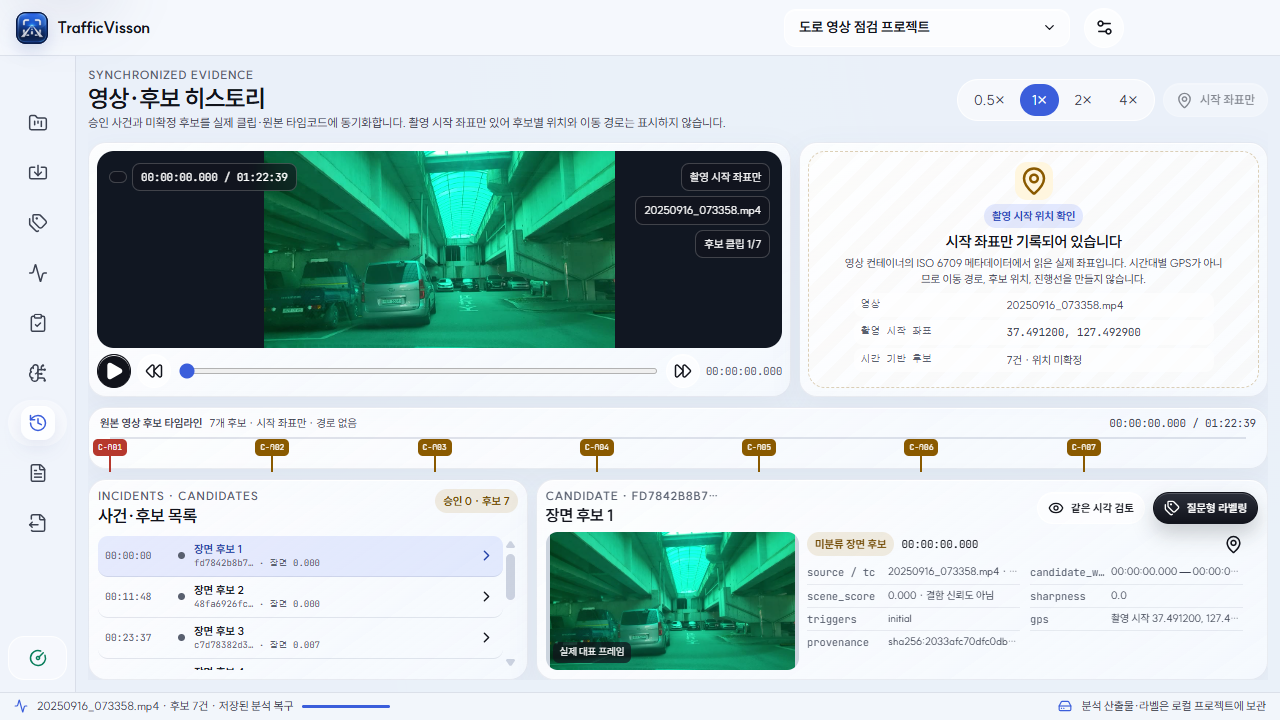 TrafficVisson
도로 영상 점검 프로젝트
SYNCHRONIZED EVIDENCE
영상·후보 히스토리
승인 사건과 미확정 후보를 실제 클립·원본 타임코드에 동기화합니다. 촬영 시작 좌표만 있어 후보별 위치와 이동 경로는 표시하지 않습니다.
0.5× 1× 2× 4×
시작 좌표만
00:00:00.000 / 01:22:39
촬영 시작 좌표만
20250916_073358.mp4
후보 클립 1/7
00:00:00.000
촬영 시작 위치 확인
시작 좌표만 기록되어 있습니다
영상 컨테이너의 ISO 6709 메타데이터에서 읽은 실제 좌표입니다. 시간대별 GPS가 아니
므로 이동 경로, 후보 위치, 진행선을 만들지 않습니다.
영상 20250916_073358.mp4
촬영 시작 좌표 37.491200, 127.492900
시간 기반 후보 7건 · 위치 미확정
원본 영상 후보 타임라인 7개 후보 · 시작 좌표만 · 경로 없음
00:00:00.000 / 01:22:39
C-001 C-002 C-003 C-004 C-005 C-006 C-007
INCIDENTS · CANDIDATES
사건·후보 목록
승인 0 · 후보 7
00:00:00 장면 후보 1
fd7842b8b7… · 장면 0.000
00:11:48 장면 후보 2
48fa6926fc… · 장면 0.000
00:23:37 장면 후보 3
c7d78382d3… · 장면 0.007
CANDIDATE · FD7842B8B7…
장면 후보 1
같은 시각 검토
질문형 라벨링
실제 대표 프레임
미분류 장면 후보 00:00:00.000
source / tc 20250916_073358.mp4 · …
candidate_w… 00:00:00.000 — 00:00:0…
scene_score 0.000 · 결함 신뢰도 아님
sharpness 0.0
triggers initial
gps 촬영 시작 37.491200, 127.4…
provenance sha256:2033afc70dfc0db…
20250916_073358.mp4 · 후보 7건 · 저장된 분석 복구
분석 산출물·라벨은 로컬 프로젝트에 보관